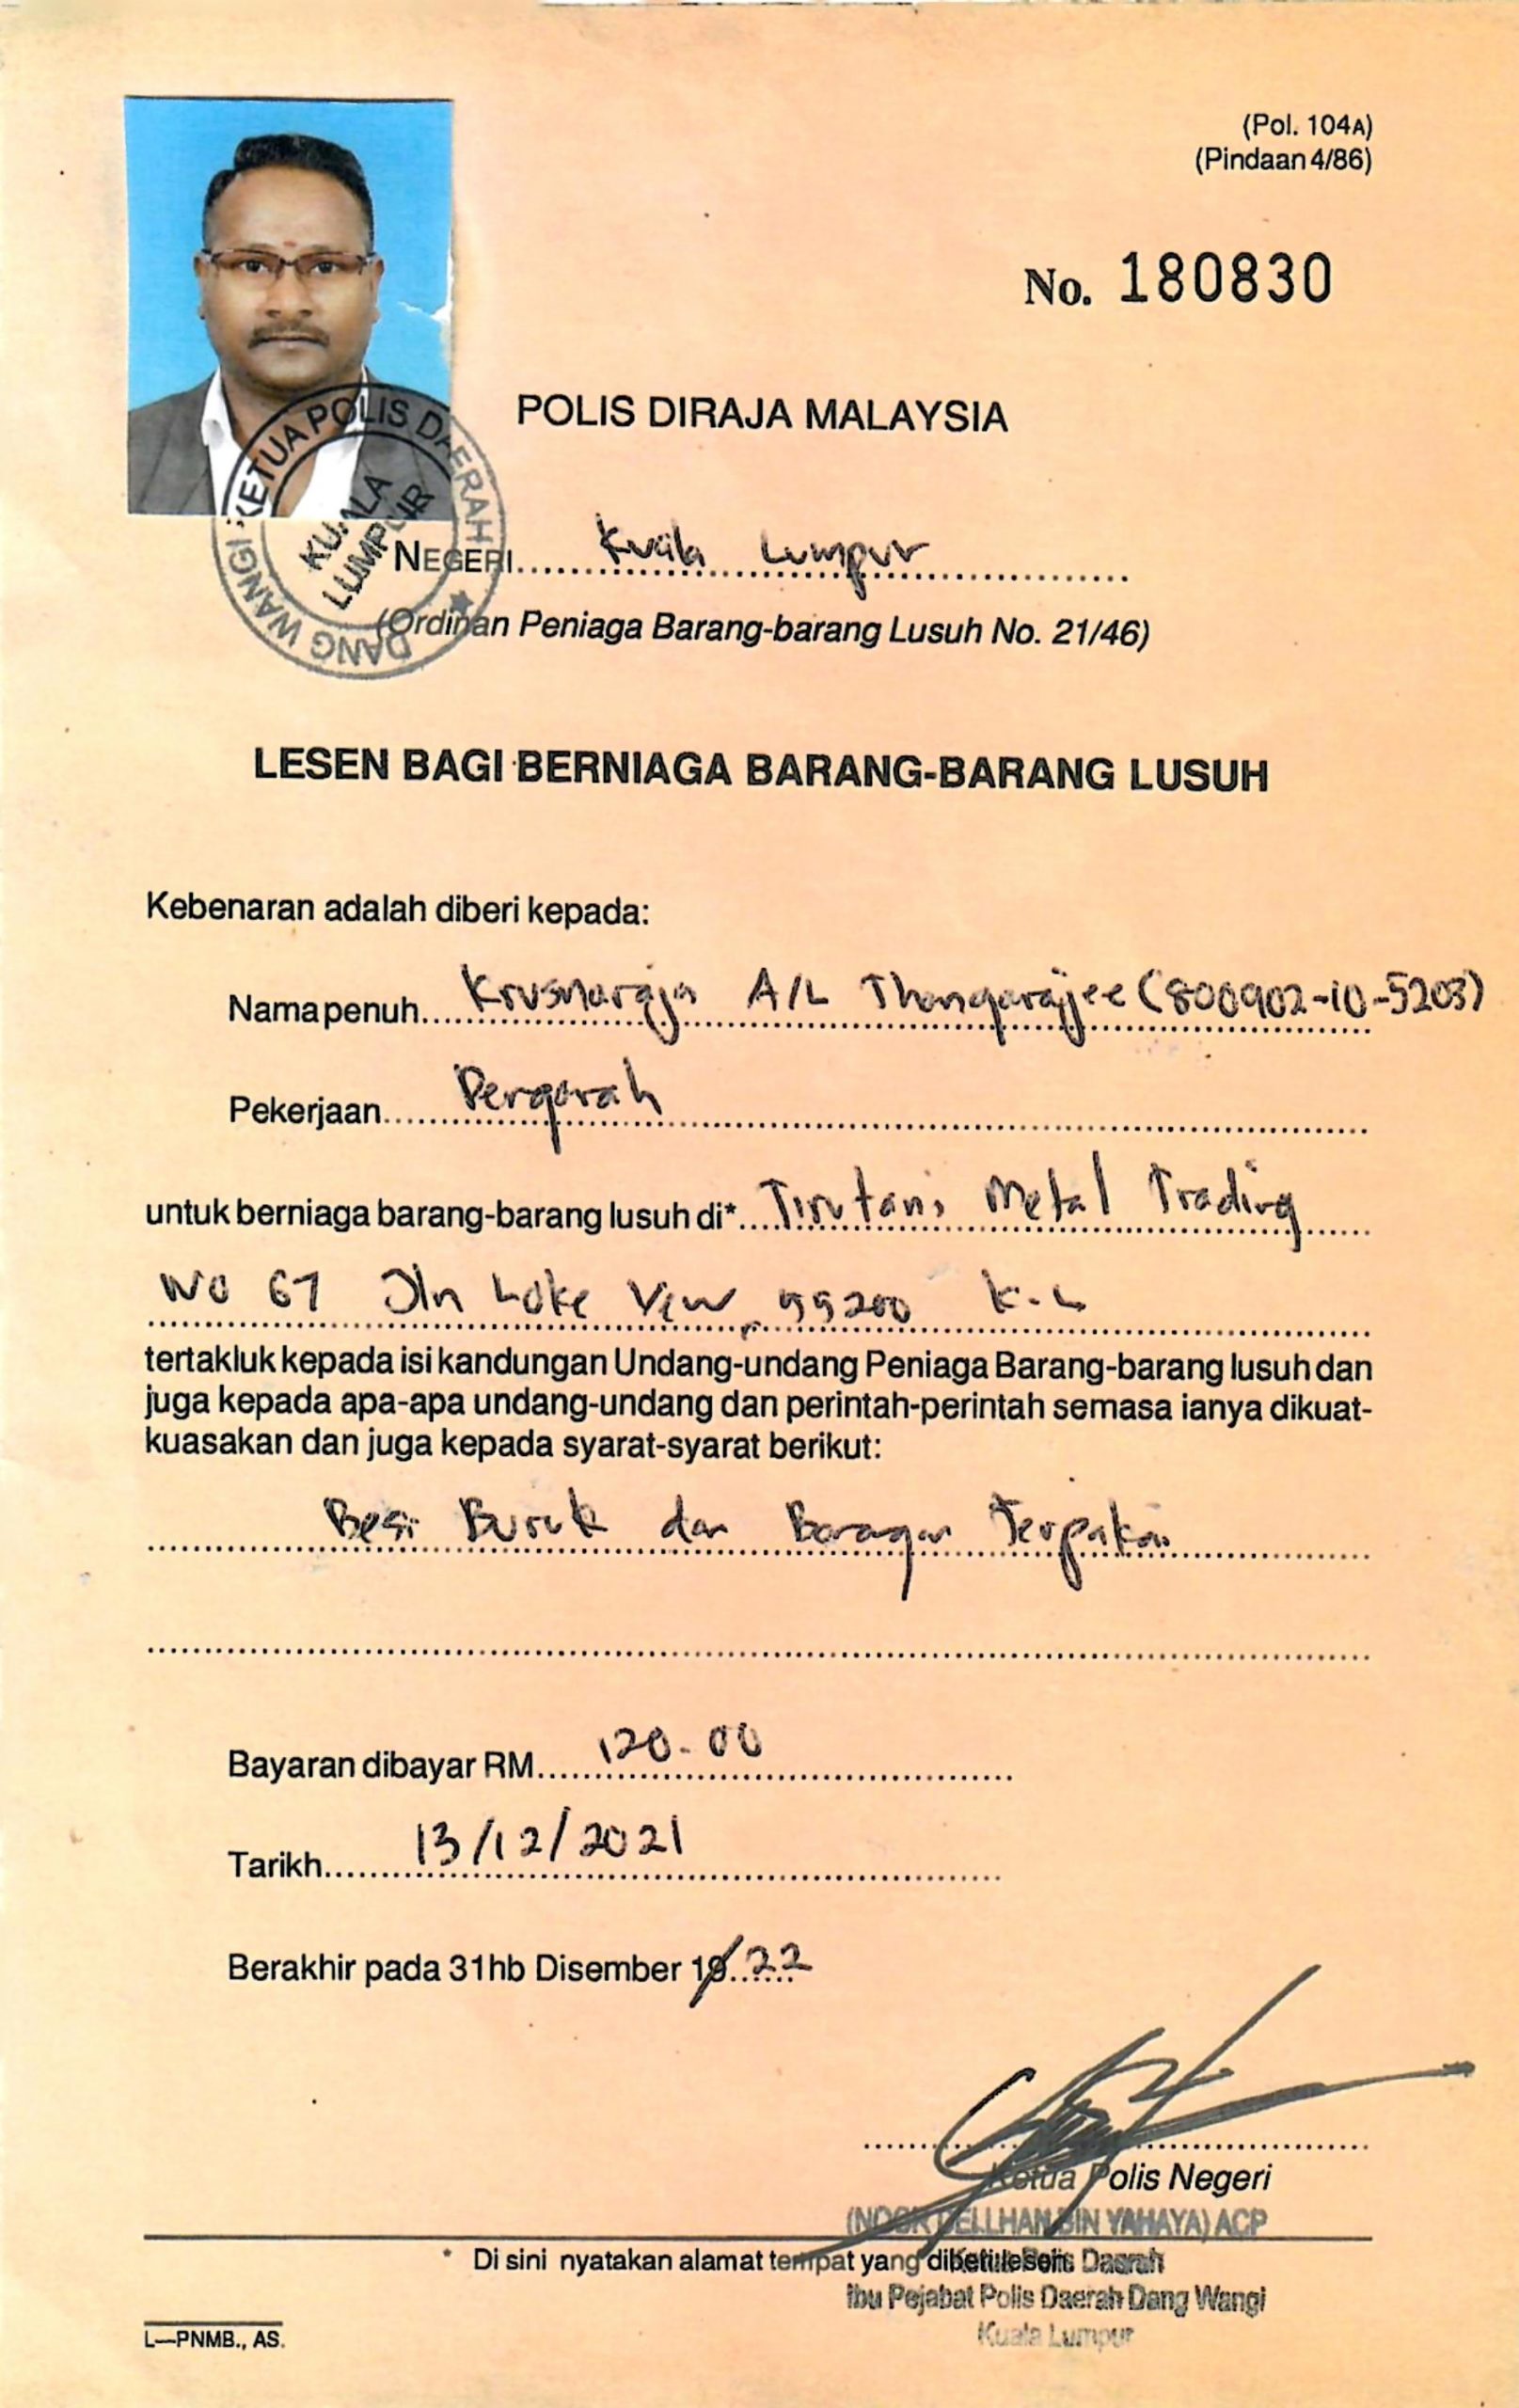 (Pol. 104A)
(Pindaan 4/86)
No. 180830
POLIS DIRAJA MALAYSIA
KETUA POLIS DAERAH
DANG WANGI
KUALA
LUMPUR
NEGERI Kuala Lumpur
(Ordinan Peniaga Barang-barang Lusuh No. 21/46)
LESEN BAGI BERNIAGA BARANG-BARANG LUSUH
Kebenaran adalah diberi kepada:
Nama penuh Krusnaraja A/L Thangarajee (800902-10-5203)
Pekerjaan Pengarah
untuk berniaga barang-barang lusuh di* Tirutani Metal Trading
No 67 Jln Loke Yew, 55200 K.L
tertakluk kepada isi kandungan Undang-undang Peniaga Barang-barang lusuh dan
juga kepada apa-apa undang-undang dan perintah-perintah semasa ianya dikuat-
kuasakan dan juga kepada syarat-syarat berikut:
Besi Buruk dan Barangan Terpakai
Bayaran dibayar RM 120.00
Tarikh 13/12/2021
Berakhir pada 31hb Disember 19 22
Ketua Polis Negeri
BIN YAHAYA) ACP
* Di sini nyatakan alamat tempat yang diberi lesen.
Ketua Polis Daerah
Ibu Pejabat Polis Daerah Dang Wangi
Kuala Lumpur
L—PNMB., AS.